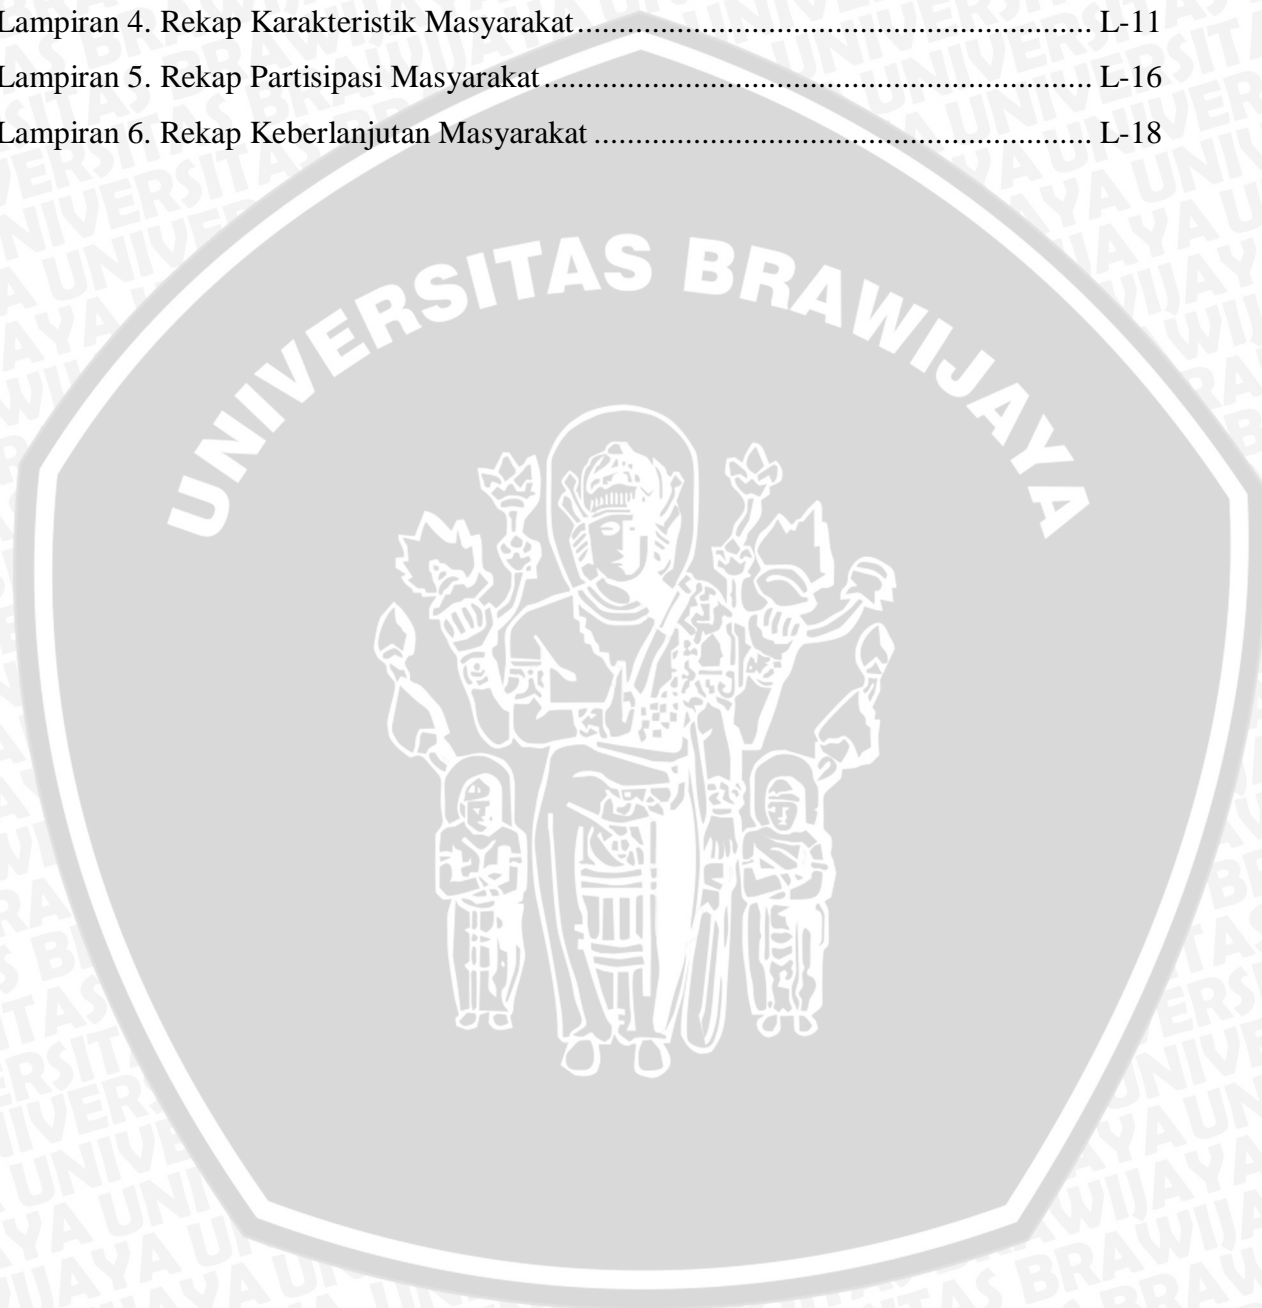 Lampiran 4. Rekap Karakteristik Masyarakat............................................................. L-11
Lampiran 5. Rekap Partisipasi Masyarakat................................................................. L-16
Lampiran 6. Rekap Keberlanjutan Masyarakat ........................................................... L-18
UNIVERSITAS BRAWIJAYA